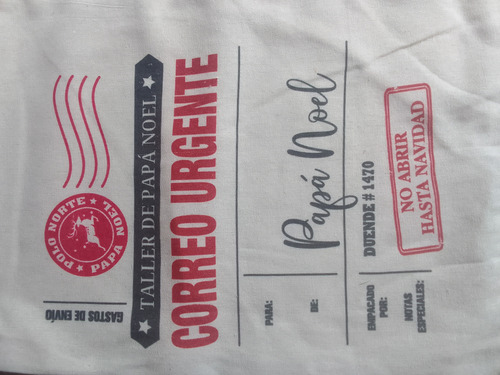 GASTOS DE ENVÍO
POLO NORTE
PAPA NOEL
TALLER DE PAPÁ NOEL
CORREO URGENTE
PARA:
DE:
Papá Noel
EMPACADO POR:
DUENDE # 1470
NOTAS ESPECIALES:
NO ABRIR
HASTA NAVIDAD